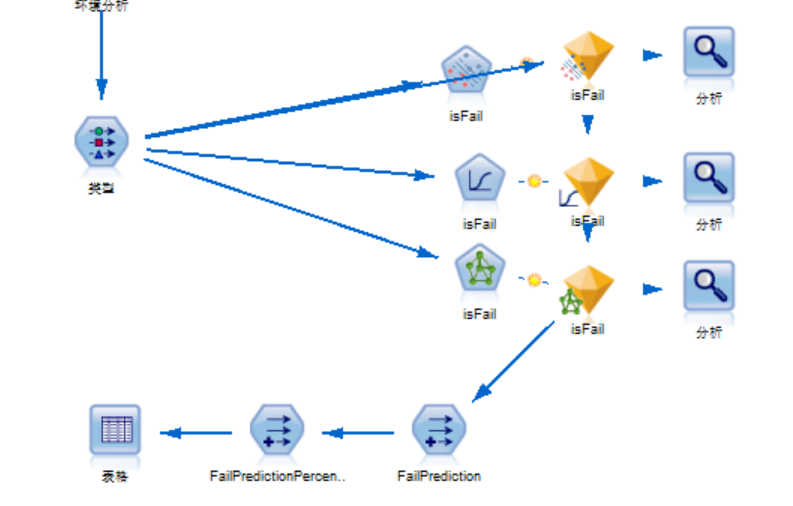 环境分析
isFail
isFail
分析
类型
isFail
isFail
分析
isFail
isFail
分析
表格
FailPredictionPercen..
FailPrediction